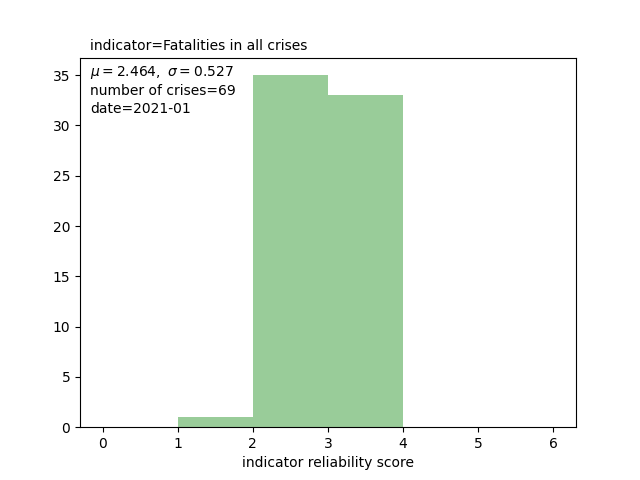 indicator=Fatalities in all crises
μ = 2.464, σ = 0.527
number of crises=69
date=2021-01
35
30
25
20
15
10
5
0
0 1 2 3 4 5 6
indicator reliability score